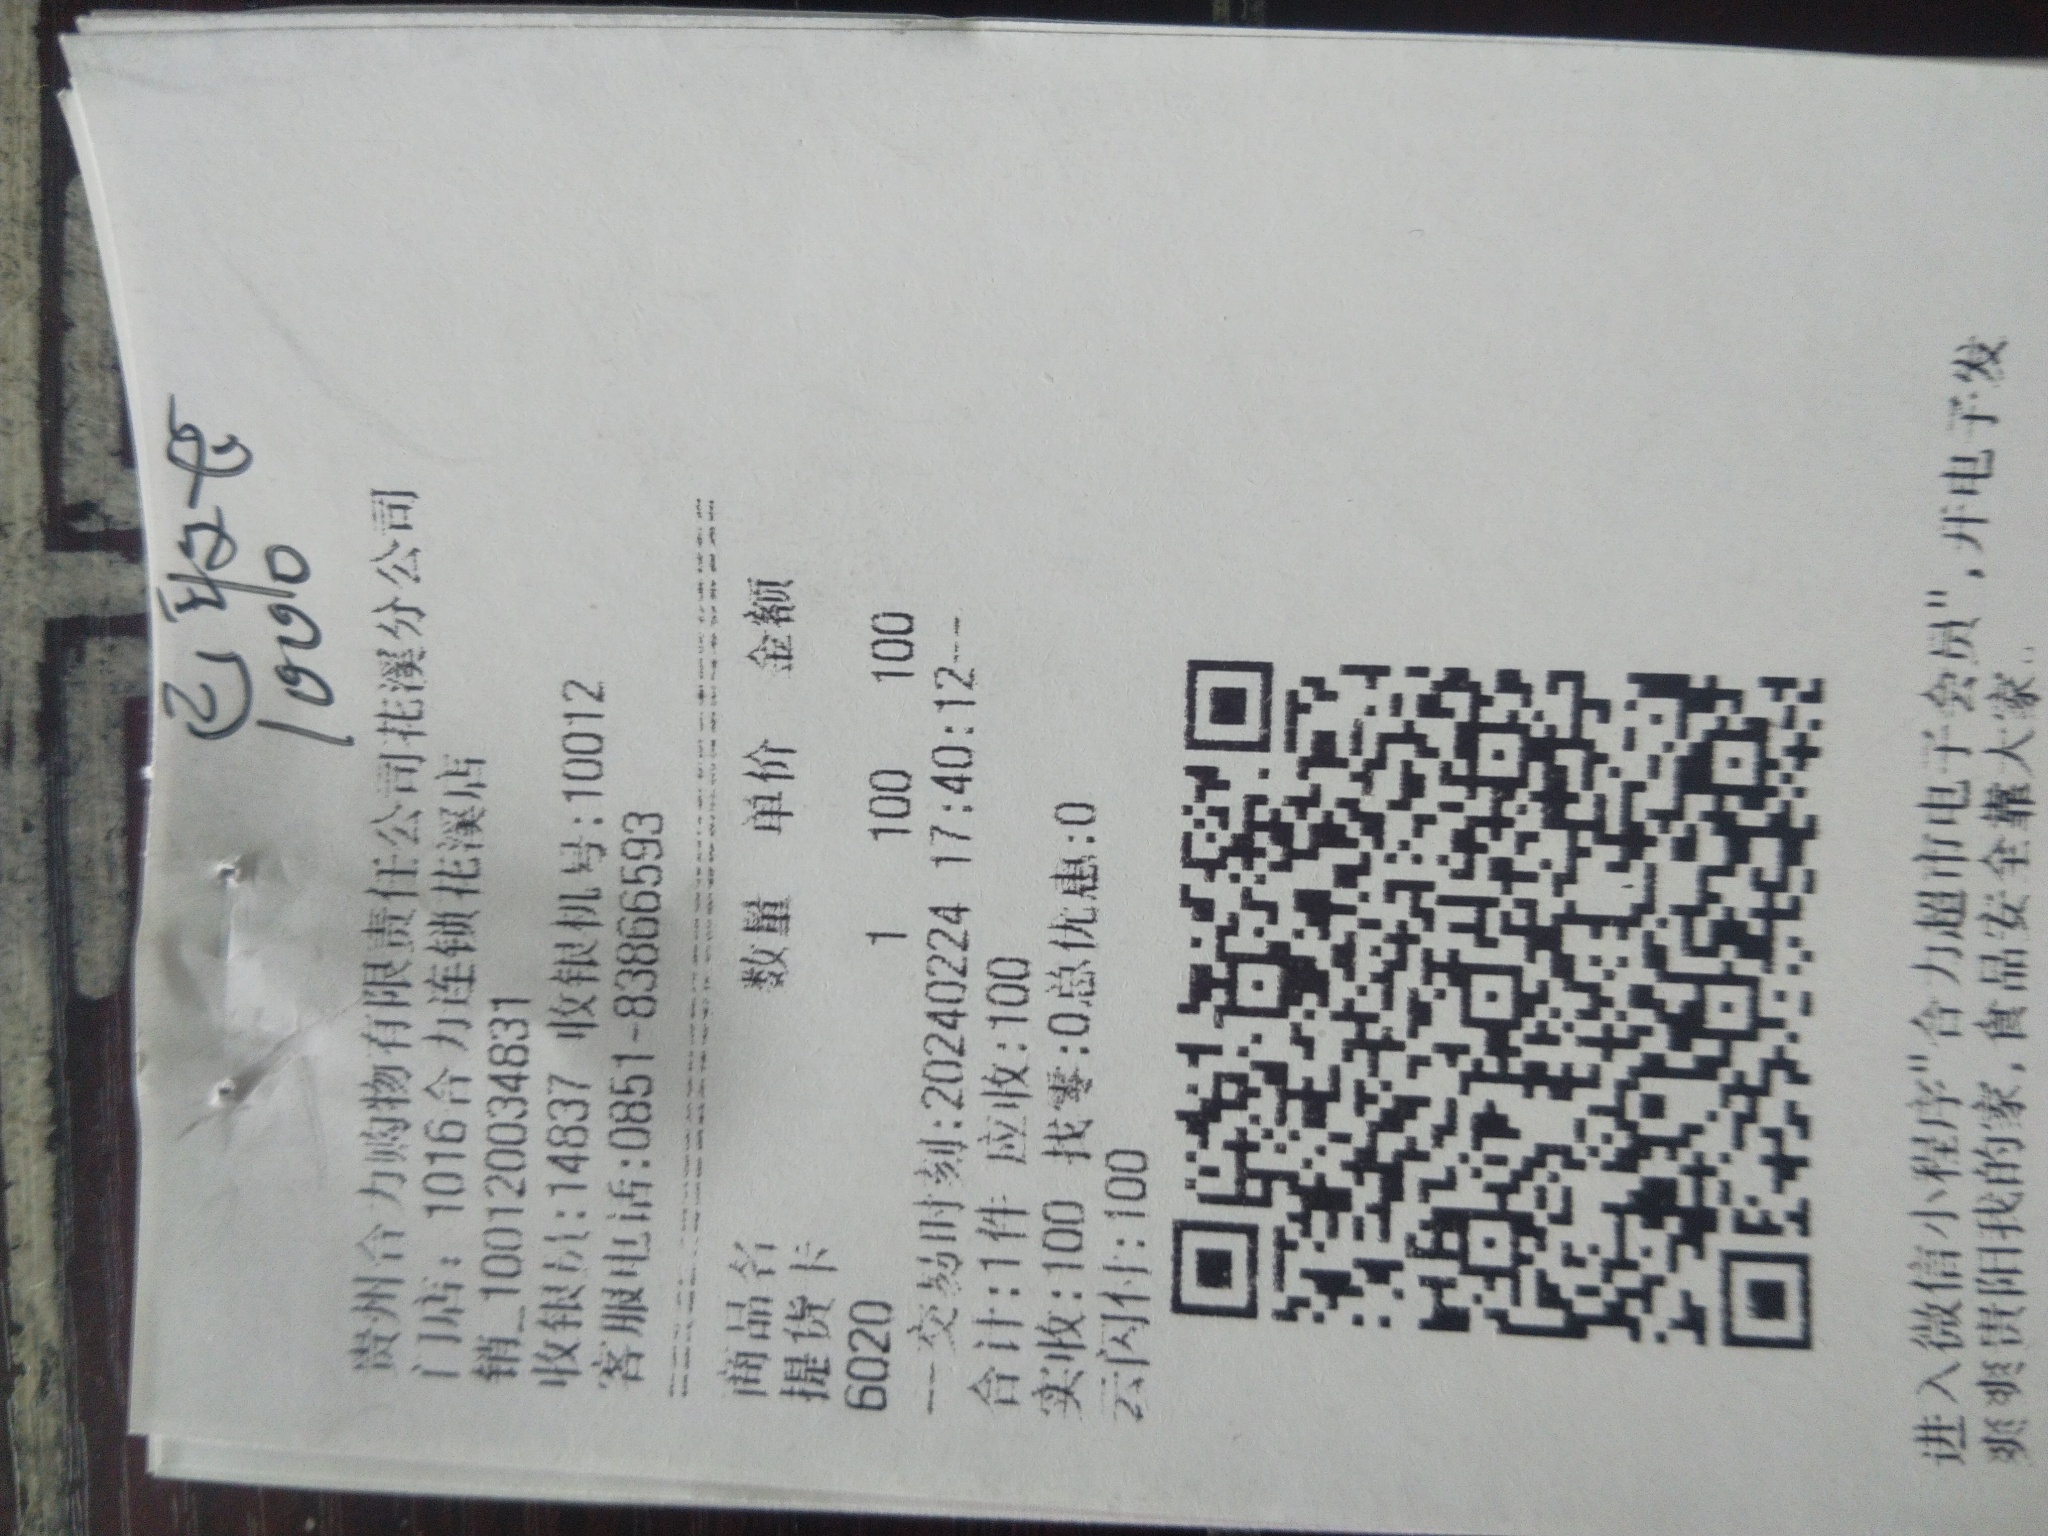 已取卡
1000
贵州合力购物有限责任公司花溪分公司
门店: 1016合力连锁花溪店
销_100120034831
收银员:14837 收银机号:10012
客服电话:0851-83866593
商品名 数量 单价 金额
提货卡
6020 1 100 100
---交易时刻:20240224 17:40:12---
合计:1件 应收:100
实收:100 找零:0总优惠:0
云闪付:100
进入微信小程序"合力超市电子会员",开电子发
爽爽贵阳我的家,食品安全靠大家。